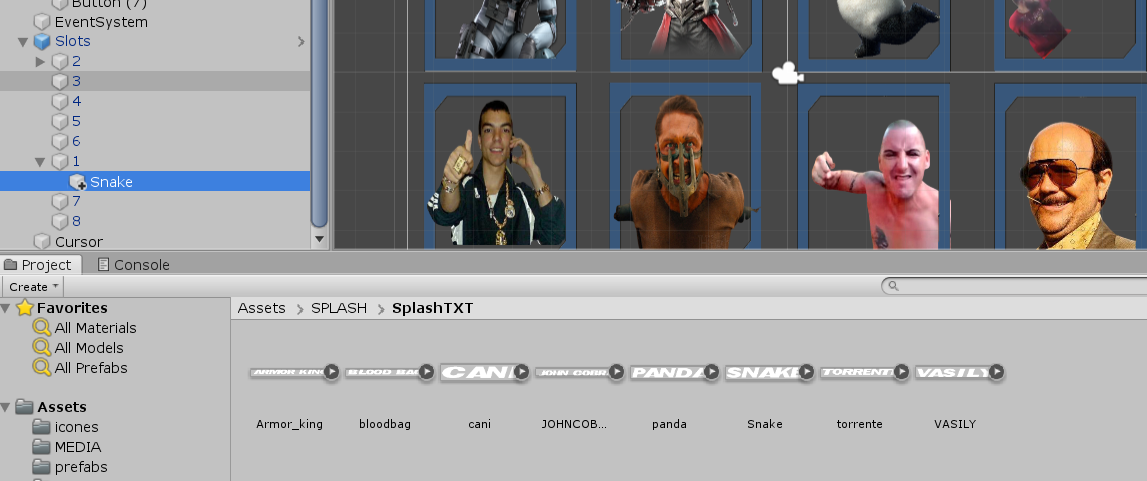 Button (7)
EventSystem
Slots
2
3
4
5
6
1
Snake
7
8
Cursor
Project
Console
Create
Favorites
All Materials
All Models
All Prefabs
Assets
icones
MEDIA
prefabs
Assets > SPLASH > SplashTXT
ARMOR KING BLOOD BAG CANI JOHN COBRA PANDA SNAKE TORRENTE VASILY
Armor_king bloodbag cani JOHNCOB... panda Snake torrente VASILY